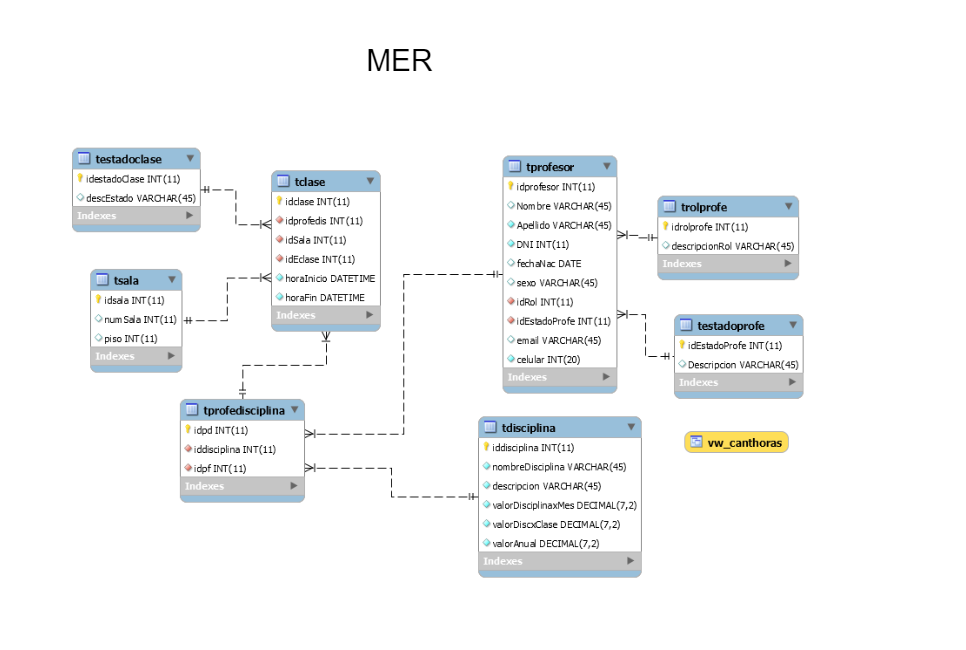 MER
testadoclase
idestadoClase INT(11)
descEstado VARCHAR(45)
Indexes
tclase
idclase INT(11)
idprofedis INT(11)
idSala INT(11)
idEclase INT(11)
horaInicio DATETIME
horaFin DATETIME
Indexes
tsala
idsala INT(11)
numSala INT(11)
piso INT(11)
Indexes
tprofesor
idprofesor INT(11)
Nombre VARCHAR(45)
Apellido VARCHAR(45)
DNI INT(11)
fechaNac DATE
sexo VARCHAR(45)
idRol INT(11)
idEstadoProfe INT(11)
email VARCHAR(45)
celular INT(20)
Indexes
trolprofe
idrolprofe INT(11)
descripcionRol VARCHAR(45)
Indexes
testadoprofe
idEstadoProfe INT(11)
Descripcion VARCHAR(45)
Indexes
tprofedisciplina
idpd INT(11)
iddisciplina INT(11)
idpf INT(11)
Indexes
tdisciplina
iddisciplina INT(11)
nombreDisciplina VARCHAR(45)
descripcion VARCHAR(45)
valorDisciplinaxMes DECIMAL(7,2)
valorDiscxClase DECIMAL(7,2)
valorAnual DECIMAL(7,2)
Indexes
vw_canthoras